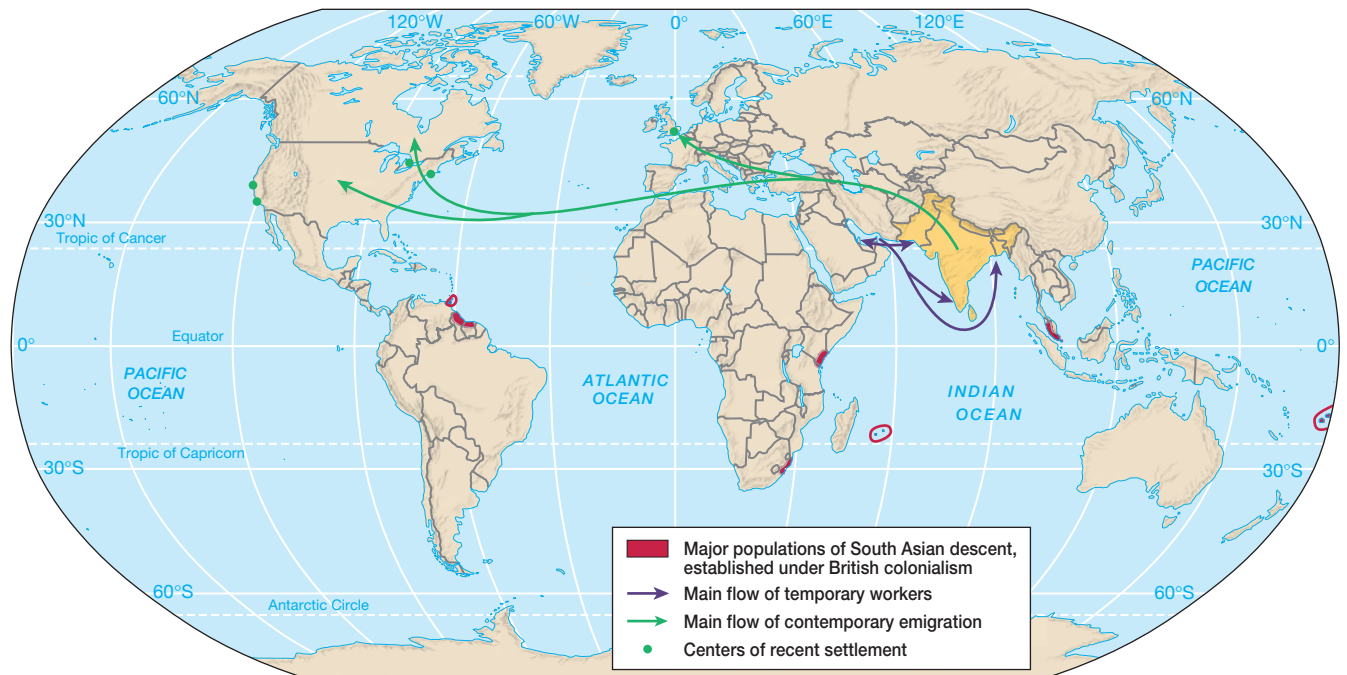 120°W 60°W 0° 60°E 120°E
60°N 60°N
30°N 30°N
Tropic of Cancer
PACIFIC
OCEAN
Equator
0° 0°
PACIFIC
OCEAN
ATLANTIC
OCEAN
INDIAN
OCEAN
Tropic of Capricorn
30°S 30°S
Major populations of South Asian descent,
established under British colonialism
Main flow of temporary workers
Main flow of contemporary emigration
Centers of recent settlement
60°S 60°S
Antarctic Circle